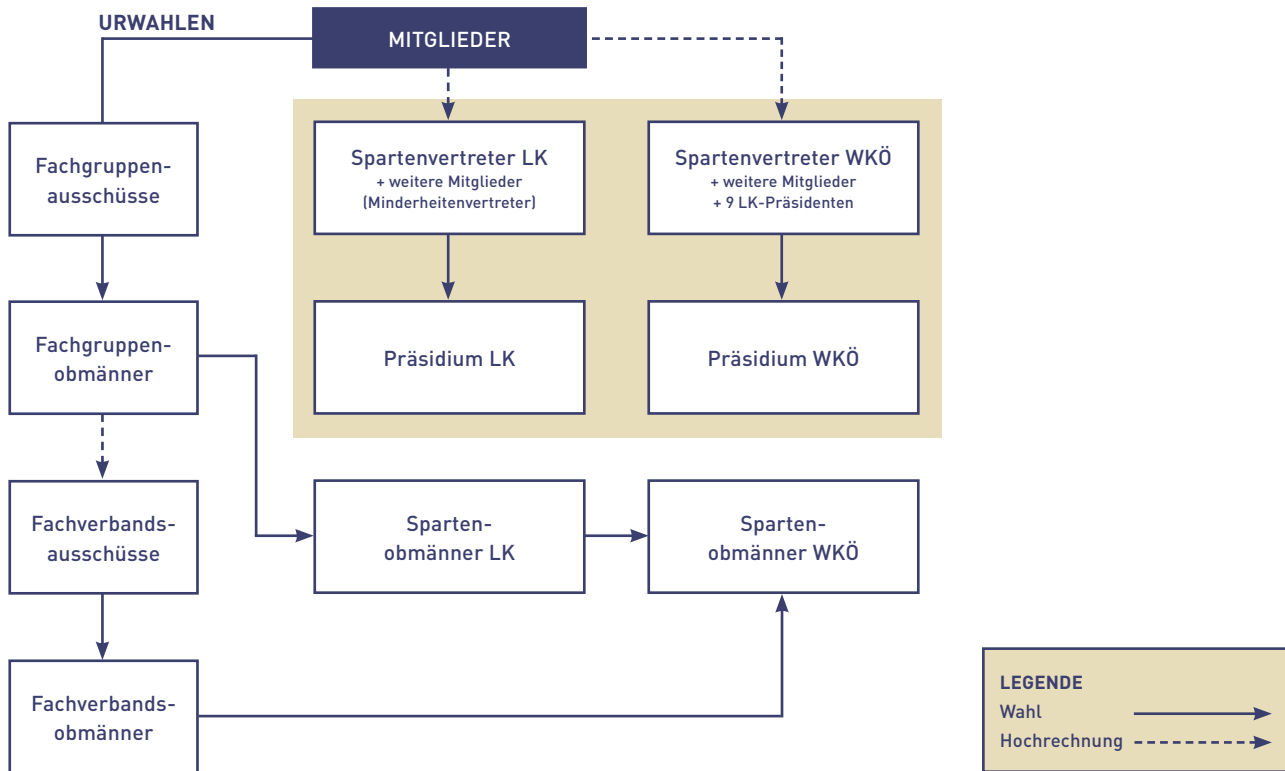 URWAHLEN
MITGLIEDER
Fachgruppen-
ausschüsse
Spartenvertreter LK
+ weitere Mitglieder
(Minderheitenvertreter)
Spartenvertreter WKÖ
+ weitere Mitglieder
+ 9 LK-Präsidenten
Fachgruppen-
obmänner
Präsidium LK
Präsidium WKÖ
Fachverbands-
ausschüsse
Sparten-
obmänner LK
Sparten-
obmänner WKÖ
Fachverbands-
obmänner
LEGENDE
Wahl
Hochrechnung